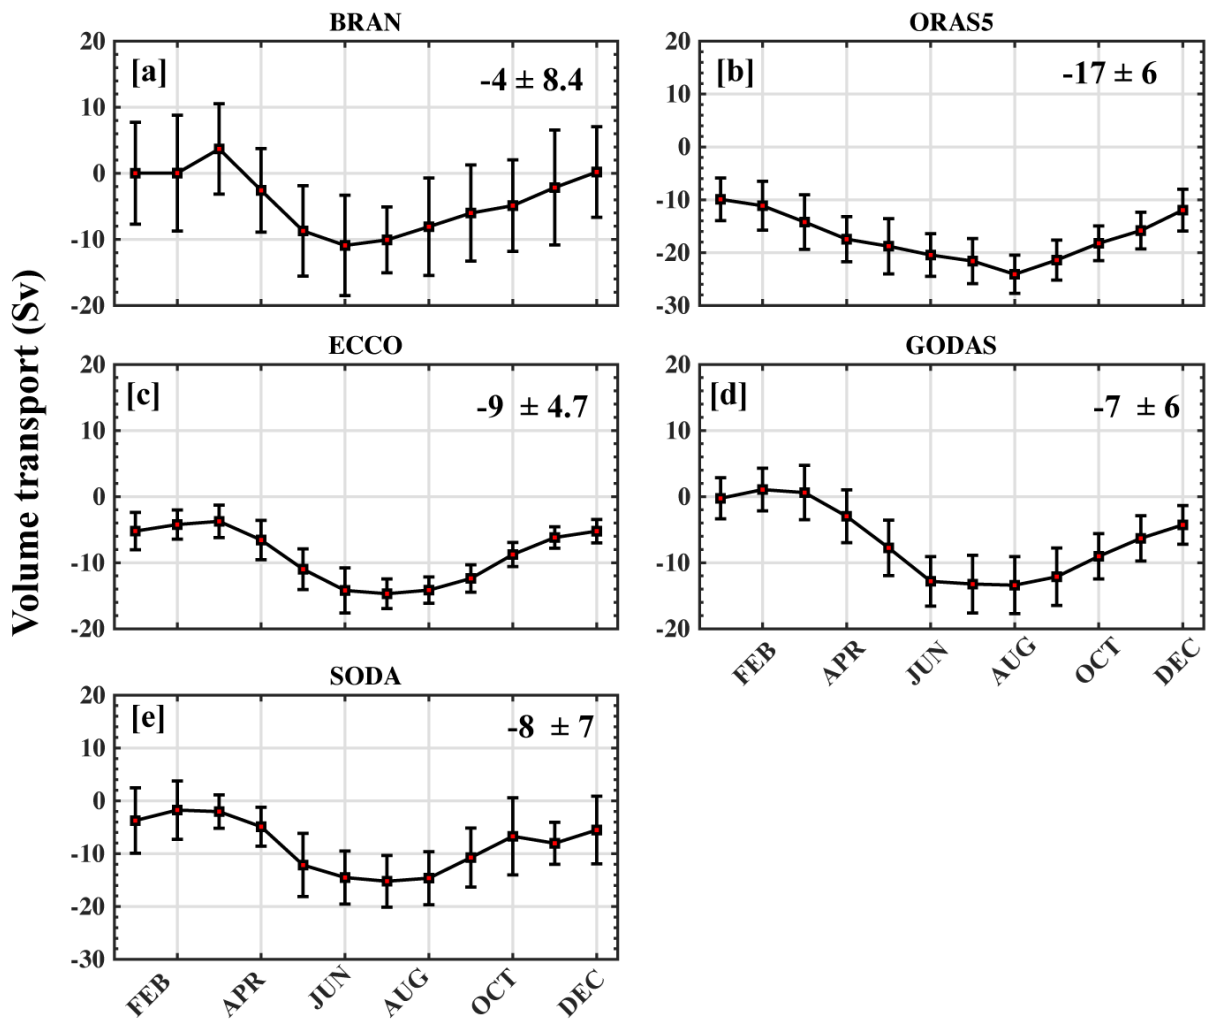 Volume transport (Sv)
BRAN
[a]
-4 ± 8.4
20
10
0
-10
-20
ORAS5
[b]
-17 ± 6
20
10
0
-10
-20
-30
ECCO
[c]
-9 ± 4.7
20
10
0
-10
-20
GODAS
[d]
-7 ± 6
20
10
0
-10
-20
FEB APR JUN AUG OCT DEC
SODA
[e]
-8 ± 7
20
10
0
-10
-20
-30
FEB APR JUN AUG OCT DEC